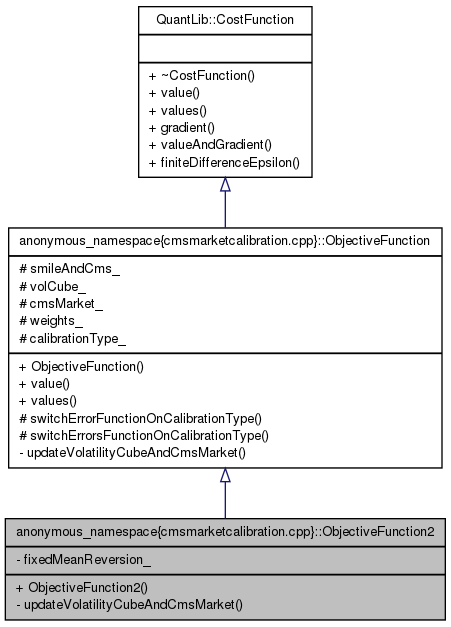 QuantLib::CostFunction
+ ~CostFunction()
+ value()
+ values()
+ gradient()
+ valueAndGradient()
+ finiteDifferenceEpsilon()
anonymous_namespace{cmsmarketcalibration.cpp}::ObjectiveFunction
# smileAndCms_
# volCube_
# cmsMarket_
# weights_
# calibrationType_
+ ObjectiveFunction()
+ value()
+ values()
# switchErrorFunctionOnCalibrationType()
# switchErrorsFunctionOnCalibrationType()
- updateVolatilityCubeAndCmsMarket()
anonymous_namespace{cmsmarketcalibration.cpp}::ObjectiveFunction2
- fixedMeanReversion_
+ ObjectiveFunction2()
- updateVolatilityCubeAndCmsMarket()